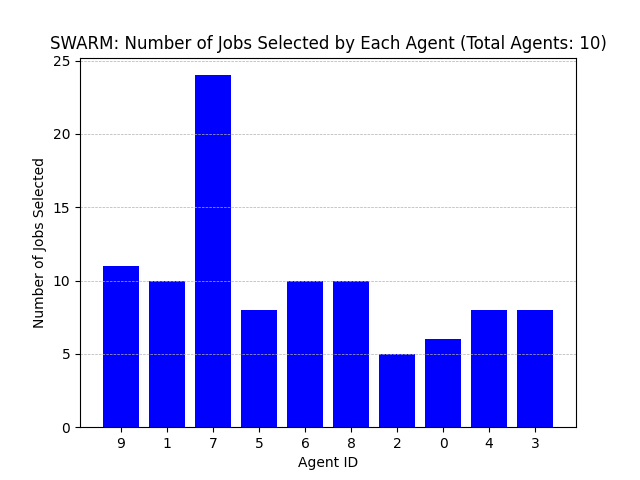 SWARM: Number of Jobs Selected by Each Agent (Total Agents: 10)
25
20
15
10
5
0
Number of Jobs Selected
9 1 7 5 6 8 2 0 4 3
Agent ID